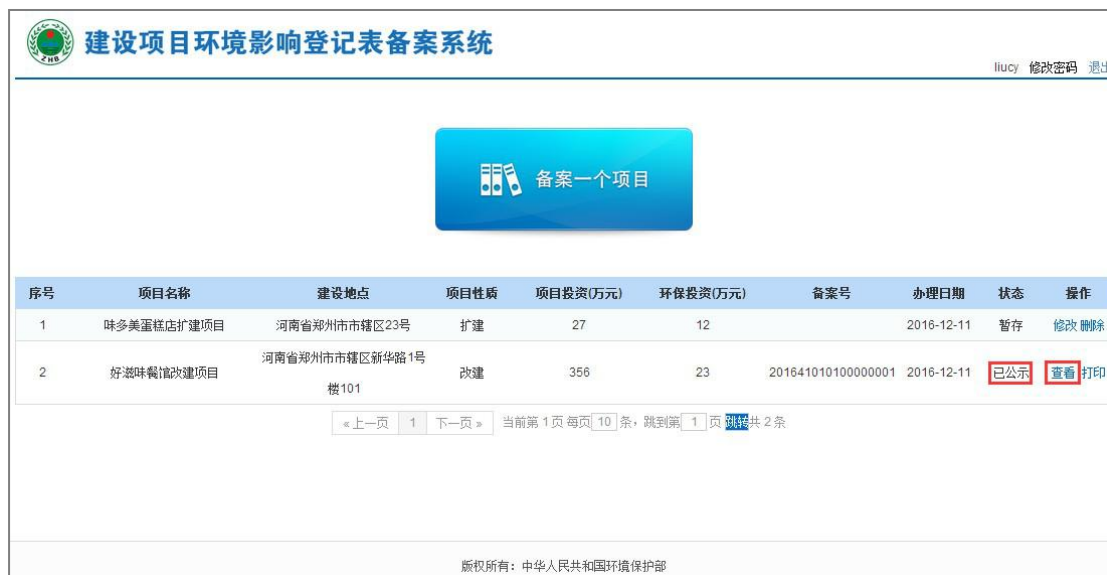 ZHB 建设项目环境影响登记表备案系统
liucy 修改密码 退出
备案一个项目
序号 项目名称 建设地点 项目性质 项目投资(万元) 环保投资(万元) 备案号 办理日期 状态 操作
1 味多美蛋糕店扩建项目 河南省郑州市市辖区23号 扩建 27 12 2016-12-11 暂存 修改 删除
2 好滋味餐馆改建项目 河南省郑州市市辖区新华路1号楼101 改建 356 23 201641010100000001 2016-12-11 已公示 查看 打印
«上一页 1 下一页» 当前第 1 页 每页 10 条，跳到第 1 页 跳转共 2 条
版权所有：中华人民共和国环境保护部